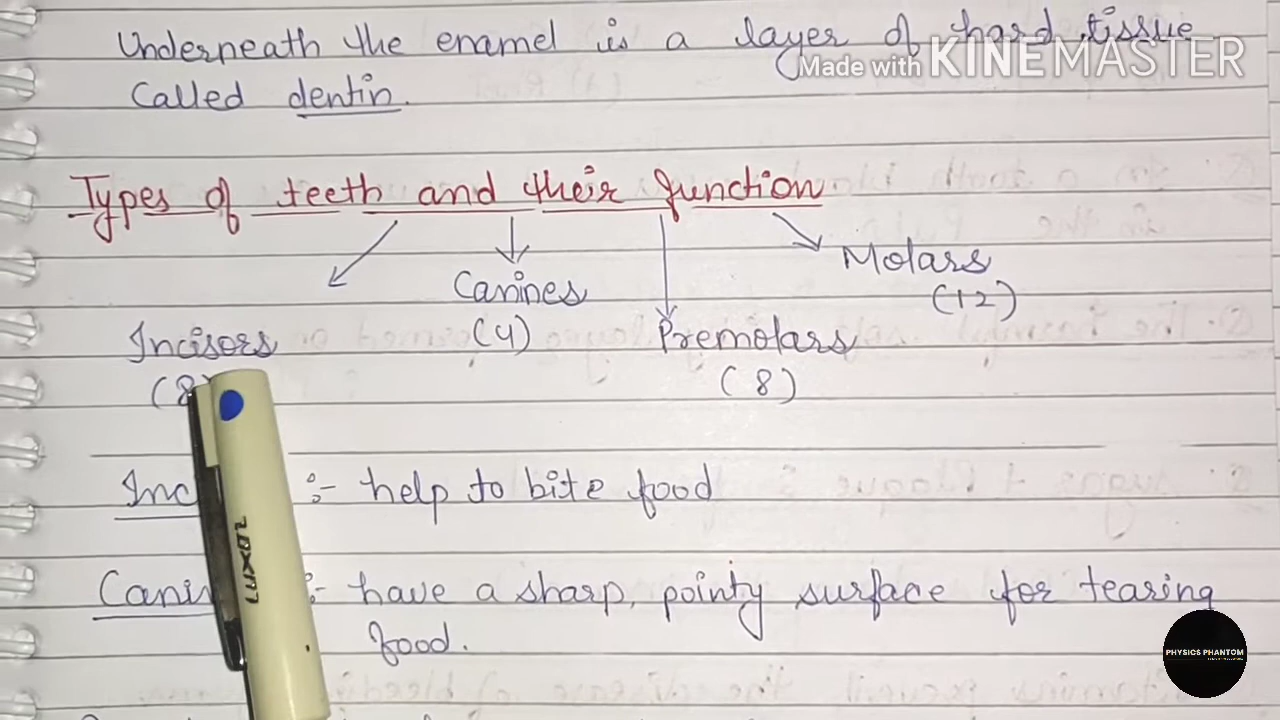 Underneath the enamel is a layer of hard tissue
Made with KINEMASTER
called dentin.
Types of teeth and their function
Molars
(12)
Canines
(4)
Incisors
(8)
Premolars
(8)
:- help to bite food
:- have a sharp, pointy surface for tearing
food.
LUXOR
PHYSICS PHANTOM